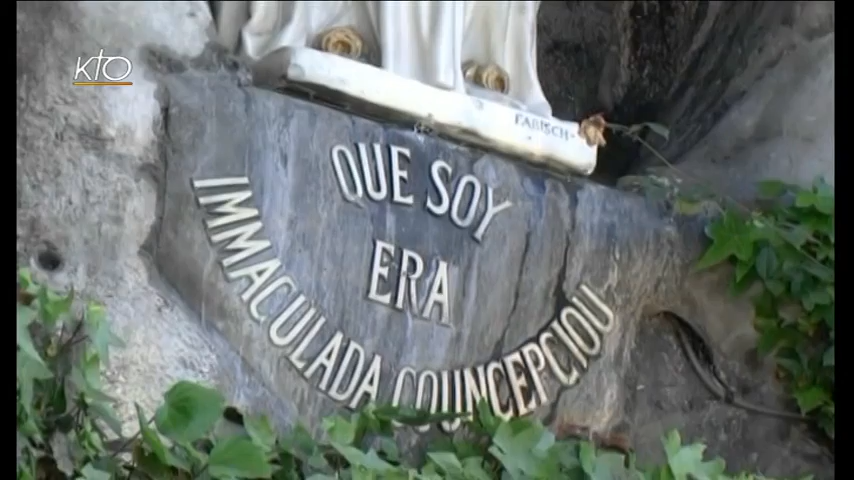 KTO
FABISCH
QUE SOY
ERA
IMMACULADA COUNCEPCIOU